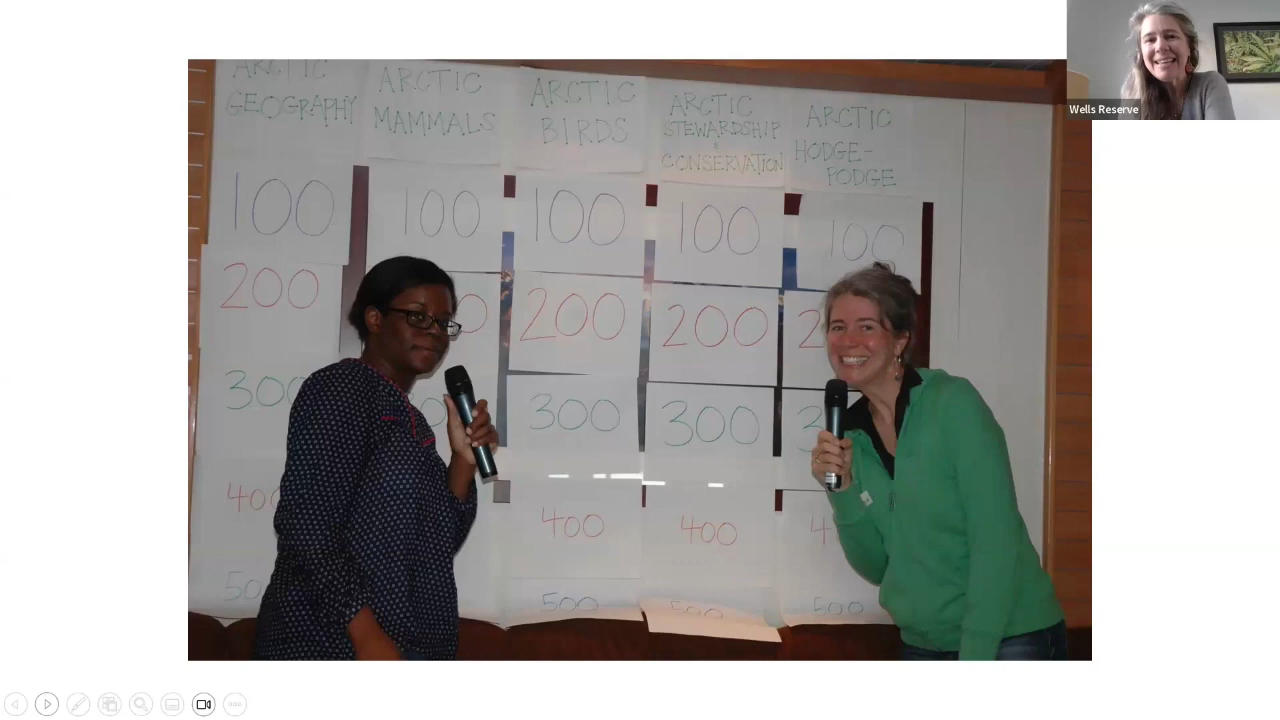 Wells Reserve
ARCTIC
GEOGRAPHY
ARCTIC
MAMMALS
ARCTIC
BIRDS
ARCTIC
STEWARDSHIP
&
CONSERVATION
ARCTIC
HODGE-
PODGE
100
100
100
100
100
200
200
200
300
300
300
400
400
400
500
500
500